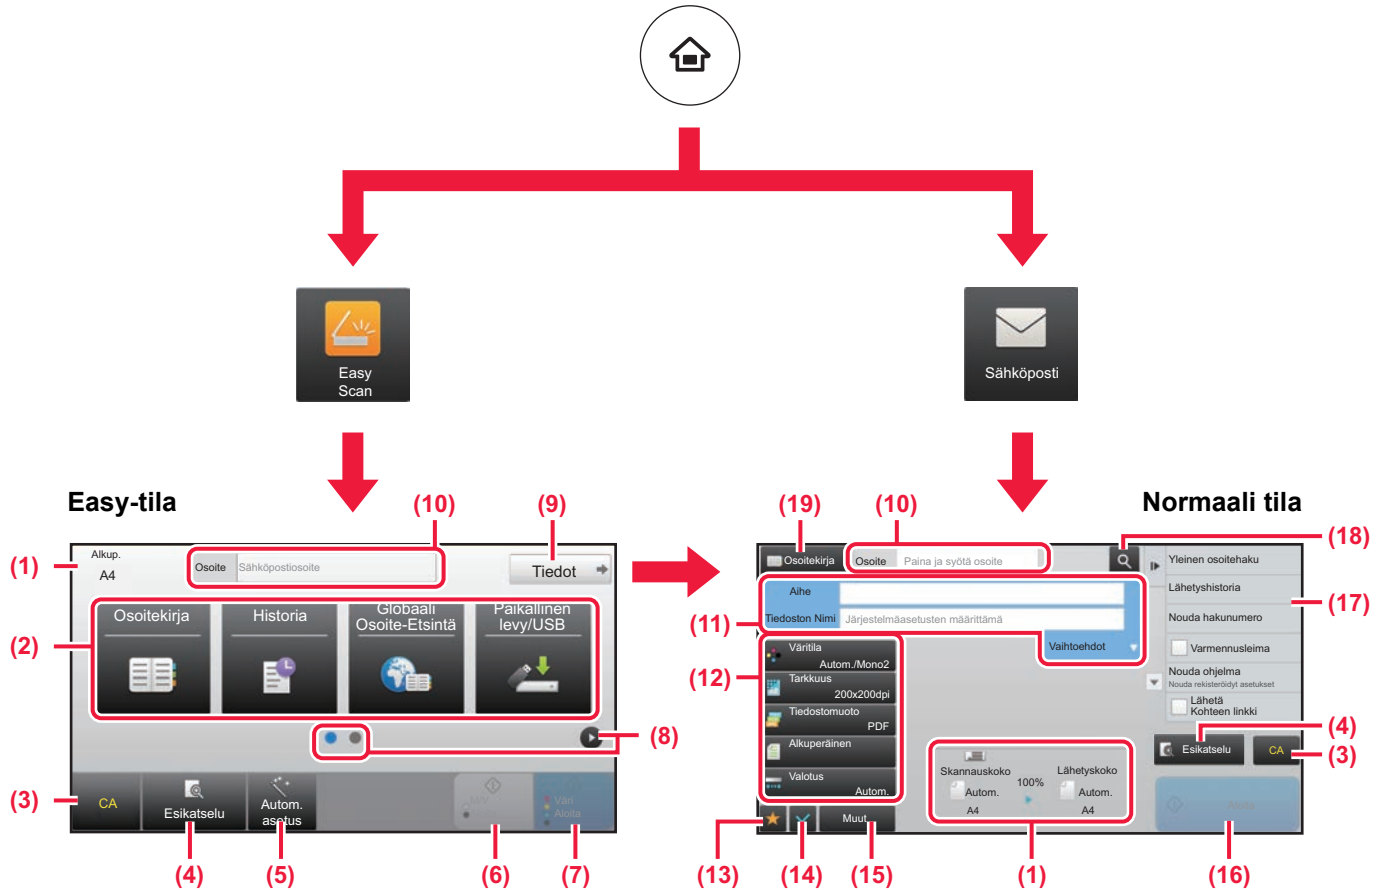 Easy
Scan
Sähköposti
Easy-tila
(10)
(9)
(1)
Alkup.
A4
Osoite
Sähköpostiosoite
Tiedot
(2)
Osoitekirja
Historia
Globaali
Osoite-Etsintä
Paikallinen
levy/USB
(8)
(3)
CA
Esikatselu
Autom.
asetus
Väri
Aloita
(4)
(5)
(6)
(7)
Normaali tila
(19)
(10)
(18)
Osoitekirja
Osoite
Paina ja syötä osoite
(11)
Aihe
Tiedoston Nimi
Järjestelmäasetusten määrittämä
Vaihtoehdot
(12)
Väritila
Autom./Mono2
Tarkkuus
200x200dpi
Tiedostomuoto
PDF
Alkuperäinen
Valotus
Autom.
Muut
Skannauskoko
Autom.
A4
100%
Lähetyskoko
Autom.
A4
Yleinen osoitehaku
Lähetyshistoria
Nouda hakunumero
Varmennusleima
Nouda ohjelma
Nouda rekisteröidyt asetukset
Lähetä
Kohteen linkki
(17)
(4)
Esikatselu
CA
(3)
(13)
(14)
(15)
(1)
(16)